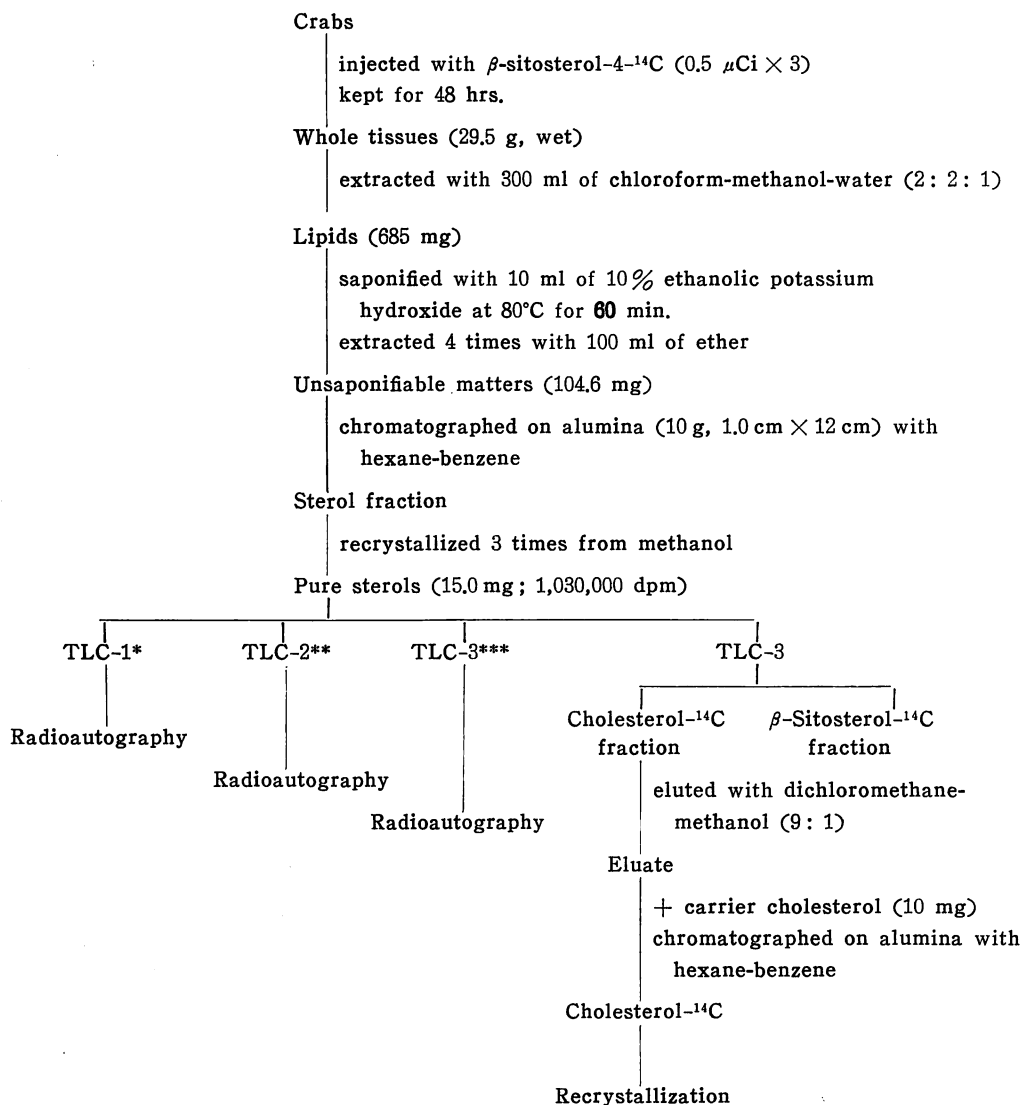 Crabs
injected with β-sitosterol-4-¹⁴C (0.5 μCi × 3)
kept for 48 hrs.
Whole tissues (29.5 g, wet)
extracted with 300 ml of chloroform-methanol-water (2: 2: 1)
Lipids (685 mg)
saponified with 10 ml of 10% ethanolic potassium
hydroxide at 80°C for 60 min.
extracted 4 times with 100 ml of ether
Unsaponifiable matters (104.6 mg)
chromatographed on alumina (10 g, 1.0 cm × 12 cm) with
hexane-benzene
Sterol fraction
recrystallized 3 times from methanol
Pure sterols (15.0 mg; 1,030,000 dpm)
TLC-1* TLC-2** TLC-3*** TLC-3
Radioautography
Radioautography
Radioautography
Cholesterol-¹⁴C β-Sitosterol-¹⁴C
fraction fraction
eluted with dichloromethane-
methanol (9: 1)
Eluate
+ carrier cholesterol (10 mg)
chromatographed on alumina with
hexane-benzene
Cholesterol-¹⁴C
Recrystallization